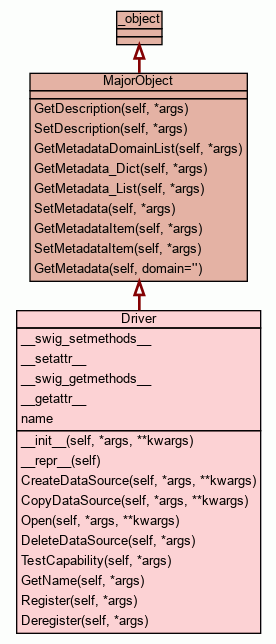 _object
MajorObject
GetDescription(self, *args)
SetDescription(self, *args)
GetMetadataDomainList(self, *args)
GetMetadata_Dict(self, *args)
GetMetadata_List(self, *args)
SetMetadata(self, *args)
GetMetadataItem(self, *args)
SetMetadataItem(self, *args)
GetMetadata(self, domain='')
Driver
__swig_setmethods__
__setattr__
__swig_getmethods__
__getattr__
name
__init__(self, *args, **kwargs)
__repr__(self)
CreateDataSource(self, *args, **kwargs)
CopyDataSource(self, *args, **kwargs)
Open(self, *args, **kwargs)
DeleteDataSource(self, *args)
TestCapability(self, *args)
GetName(self, *args)
Register(self, *args)
Deregister(self, *args)